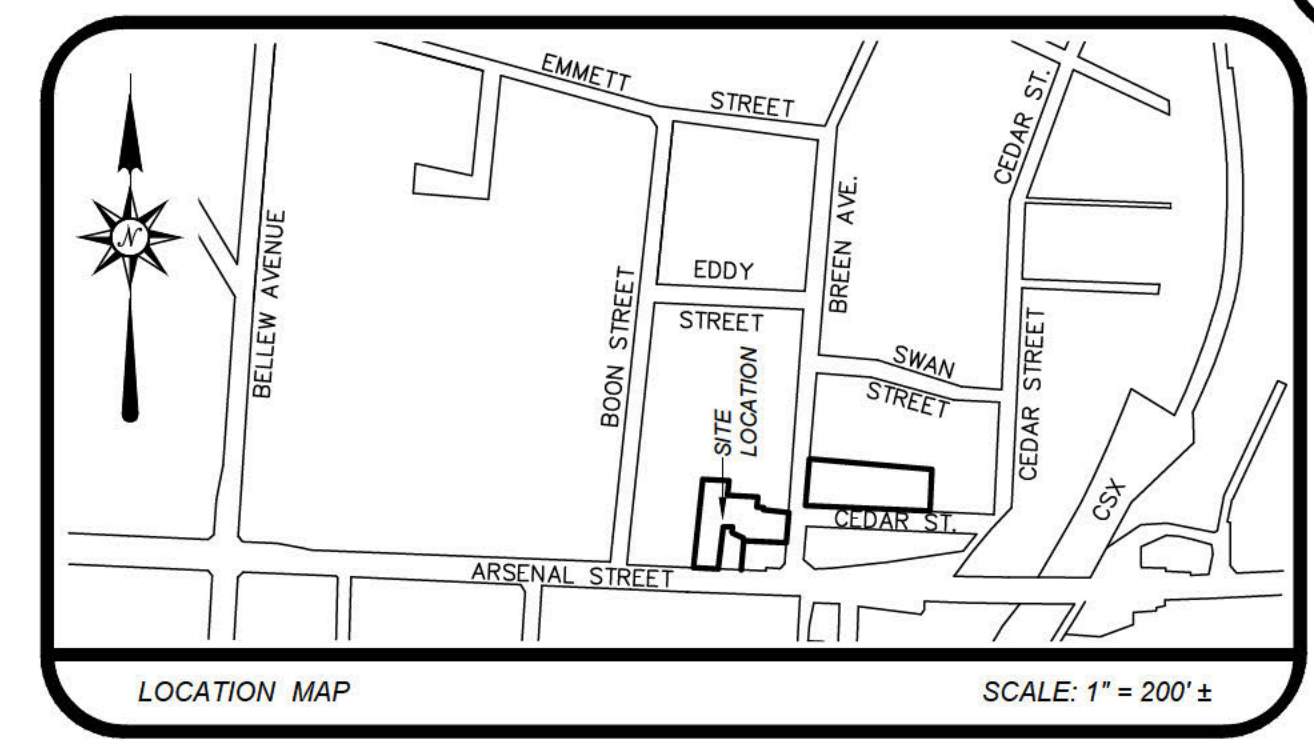 EMMETT
STREET
CEDAR ST.
N
BELLEW AVENUE
BREEN AVE.
EDDY
STREET
BOON STREET
SWAN
STREET
CEDAR STREET
SITE
LOCATION
CSX
CEDAR ST.
ARSENAL STREET
LOCATION MAP
SCALE: 1" = 200' ±